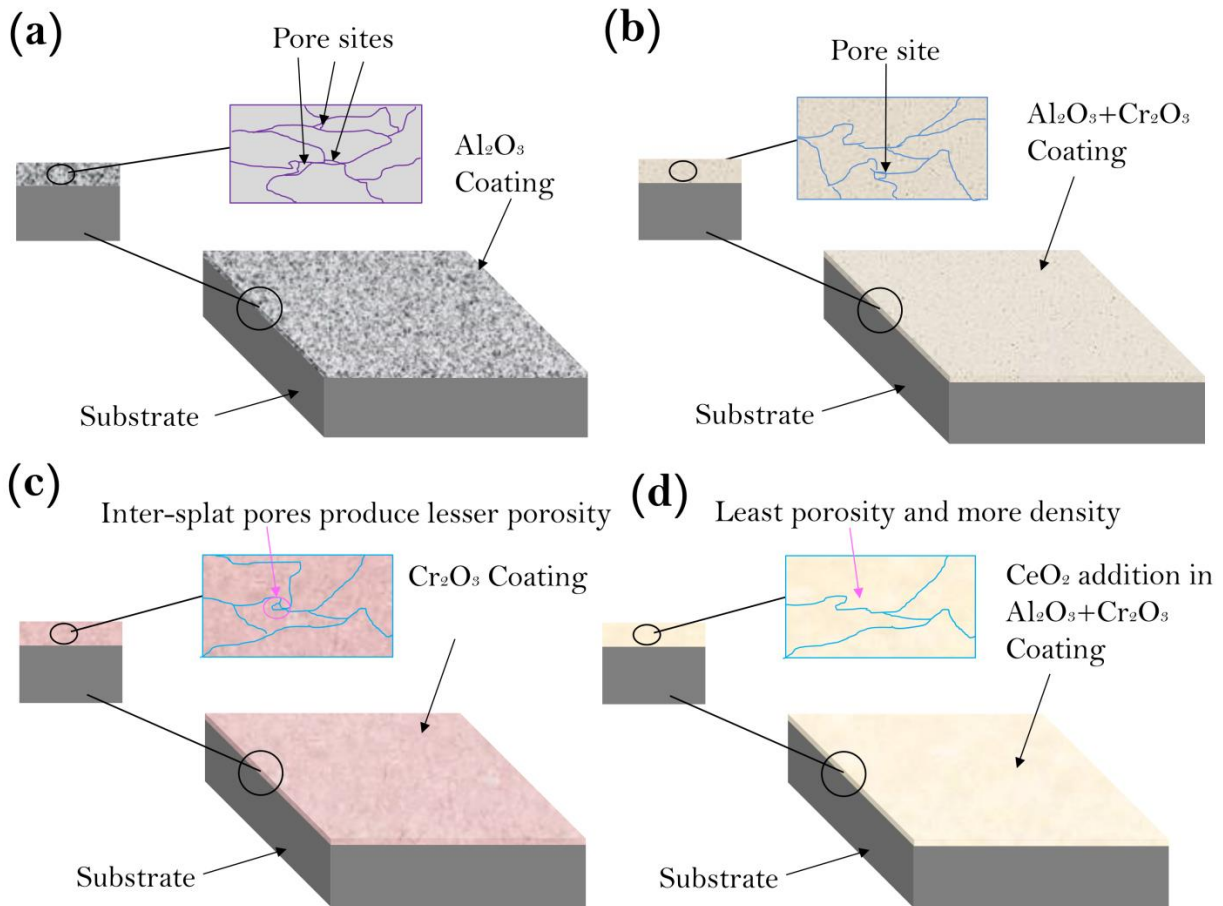 (a)
Pore sites
Al₂O₃
Coating
Substrate
(b)
Pore site
Al₂O₃+Cr₂O₃
Coating
Substrate
(c)
Inter-splat pores produce lesser porosity
Cr₂O₃ Coating
Substrate
(d)
Least porosity and more density
CeO₂ addition in
Al₂O₃+Cr₂O₃
Coating
Substrate